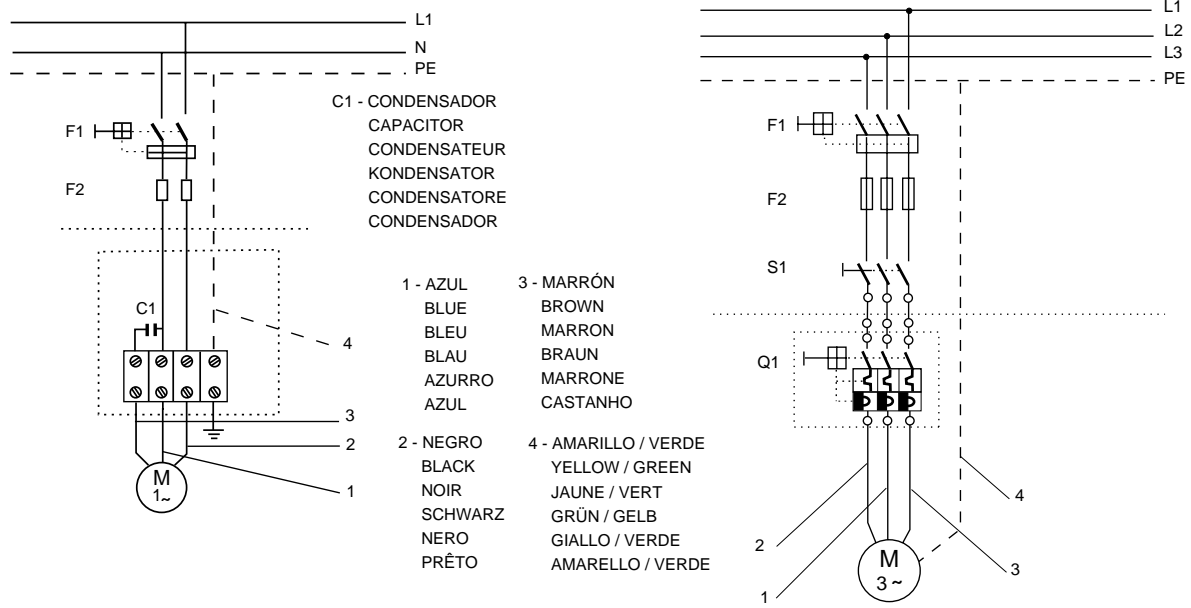 L1
N
PE
F1
F2
C1 - CONDENSADOR
CAPACITOR
CONDENSATEUR
KONDENSATOR
CONDENSATORE
CONDENSADOR
C1
4
3
2
1
M
1~
1 - AZUL
BLUE
BLEU
BLAU
AZURRO
AZUL
3 - MARRÓN
BROWN
MARRON
BRAUN
MARRONE
CASTANHO
2 - NEGRO
BLACK
NOIR
SCHWARZ
NERO
PRÊTO
4 - AMARILLO / VERDE
YELLOW / GREEN
JAUNE / VERT
GRÜN / GELB
GIALLO / VERDE
AMARELLO / VERDE
L1
L2
L3
PE
F1
F2
S1
Q1
4
2
3
1
M
3 ~